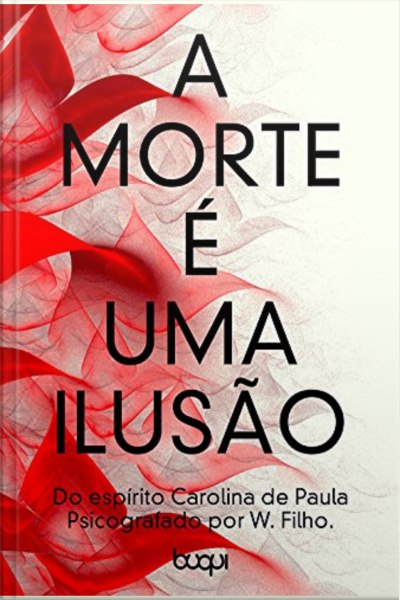 A
MORTE
É
UMA
ILUSÃO
Do espírito Carolina de Paula
Psicografado por W. Filho.
buqui